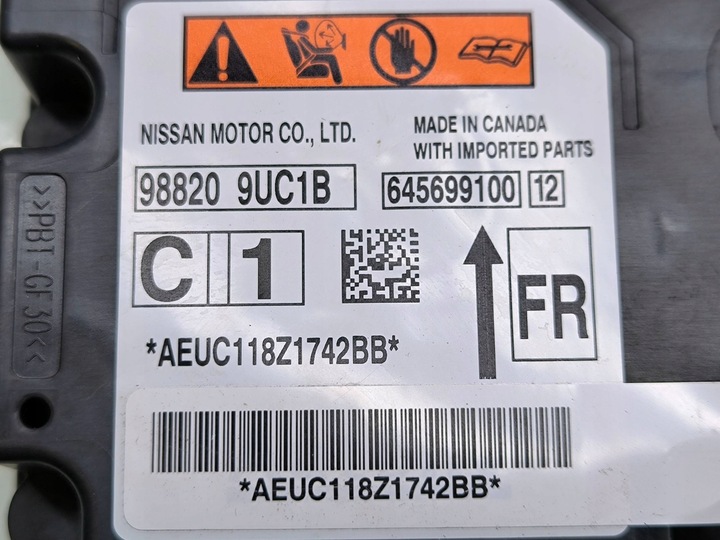 NISSAN MOTOR CO., LTD.
MADE IN CANADA
WITH IMPORTED PARTS
98820 9UC1B
645699100 12
C 1
FR
*AEUC118Z1742BB*
*AEUC118Z1742BB*
>>PBT-GF30<<